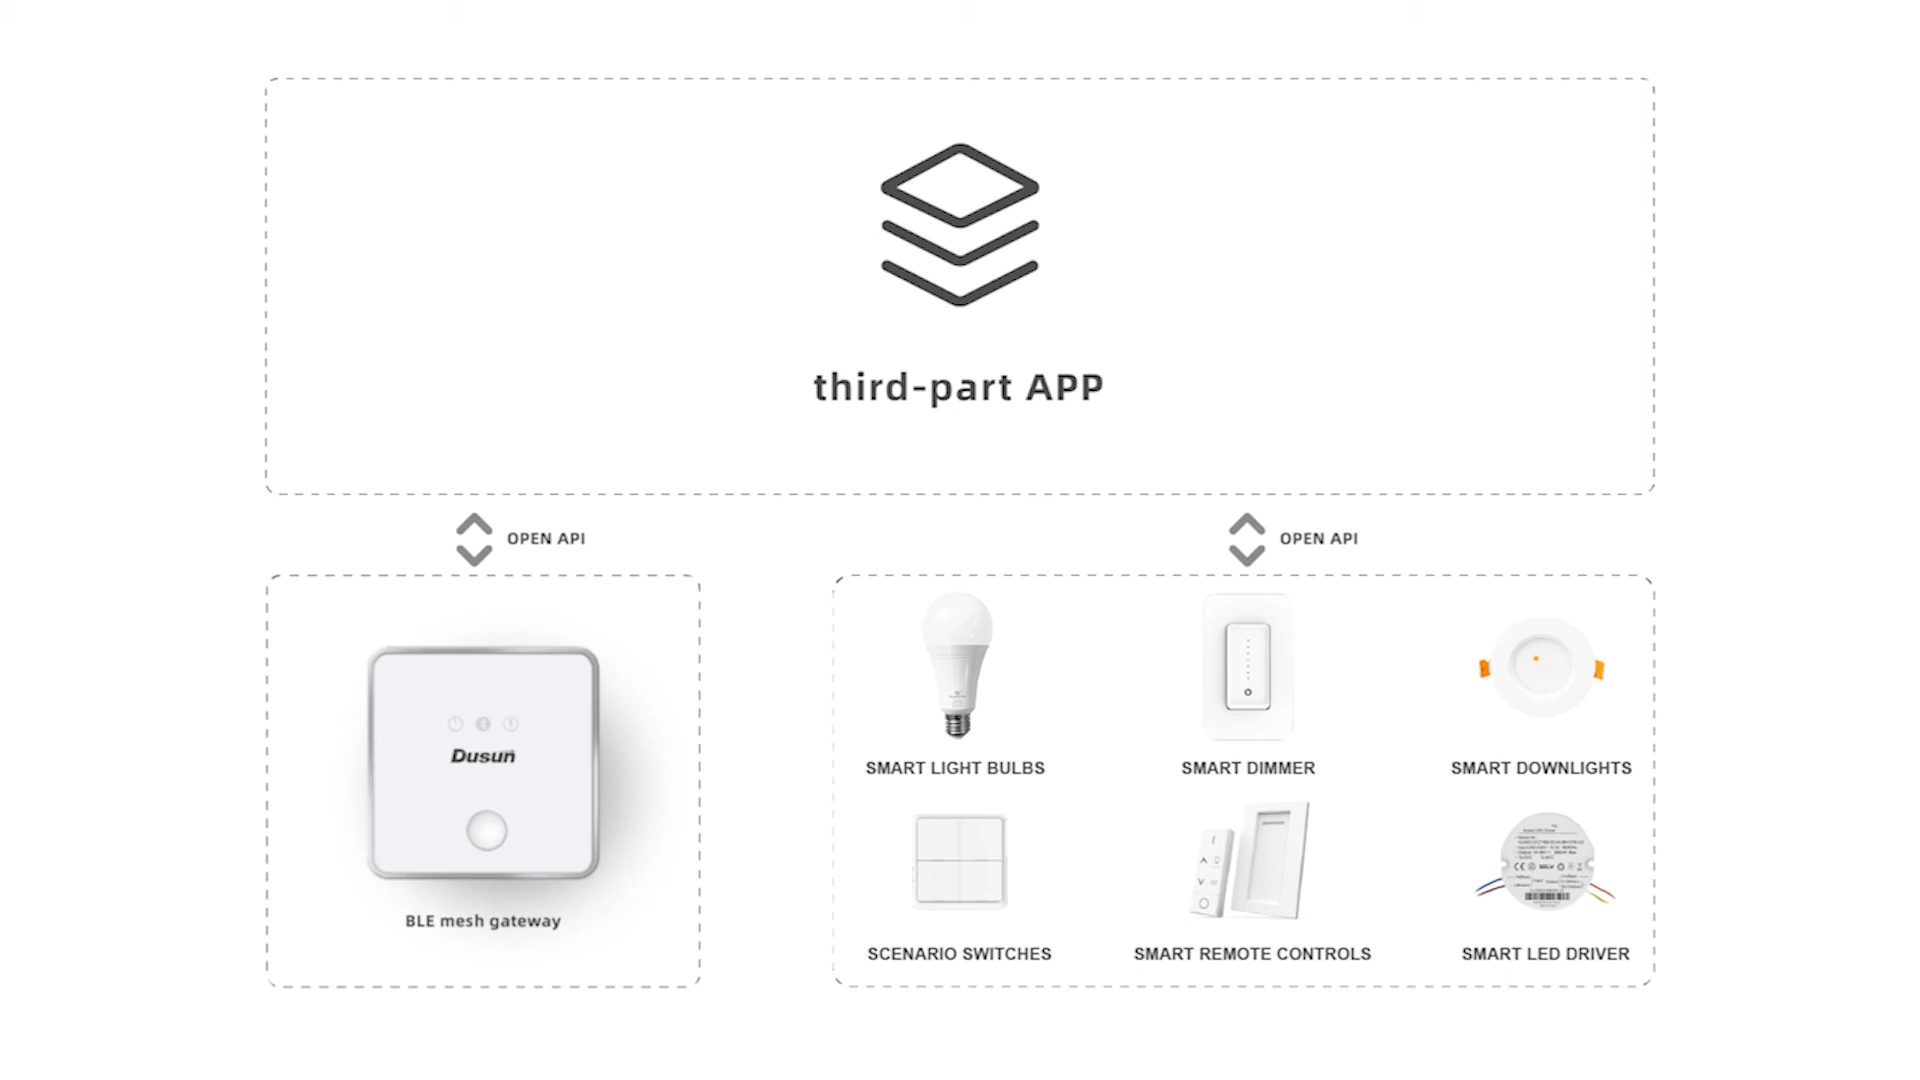 third-part APP
OPEN API
OPEN API
Dusun
BLE mesh gateway
SMART LIGHT BULBS
SMART DIMMER
SMART DOWNLIGHTS
SCENARIO SWITCHES
SMART REMOTE CONTROLS
SELV
SMART LED DRIVER